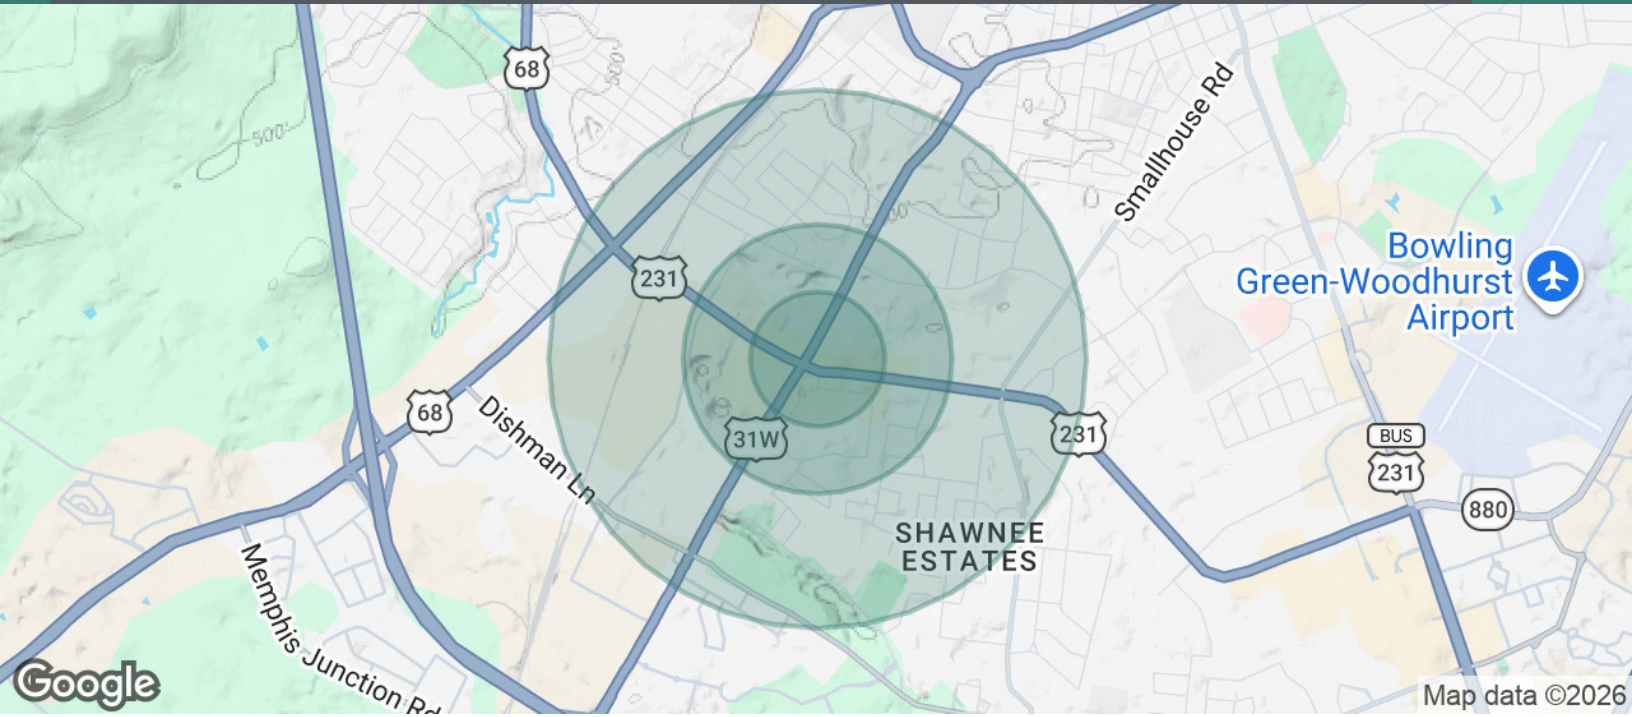 68
500'
500'
Smallhouse Rd
Bowling
Green-Woodhurst
Airport
231
68
Dishman Ln
31W
231
BUS
231
880
SHAWNEE
ESTATES
Memphis Junction Rd
Google
Map data ©2026